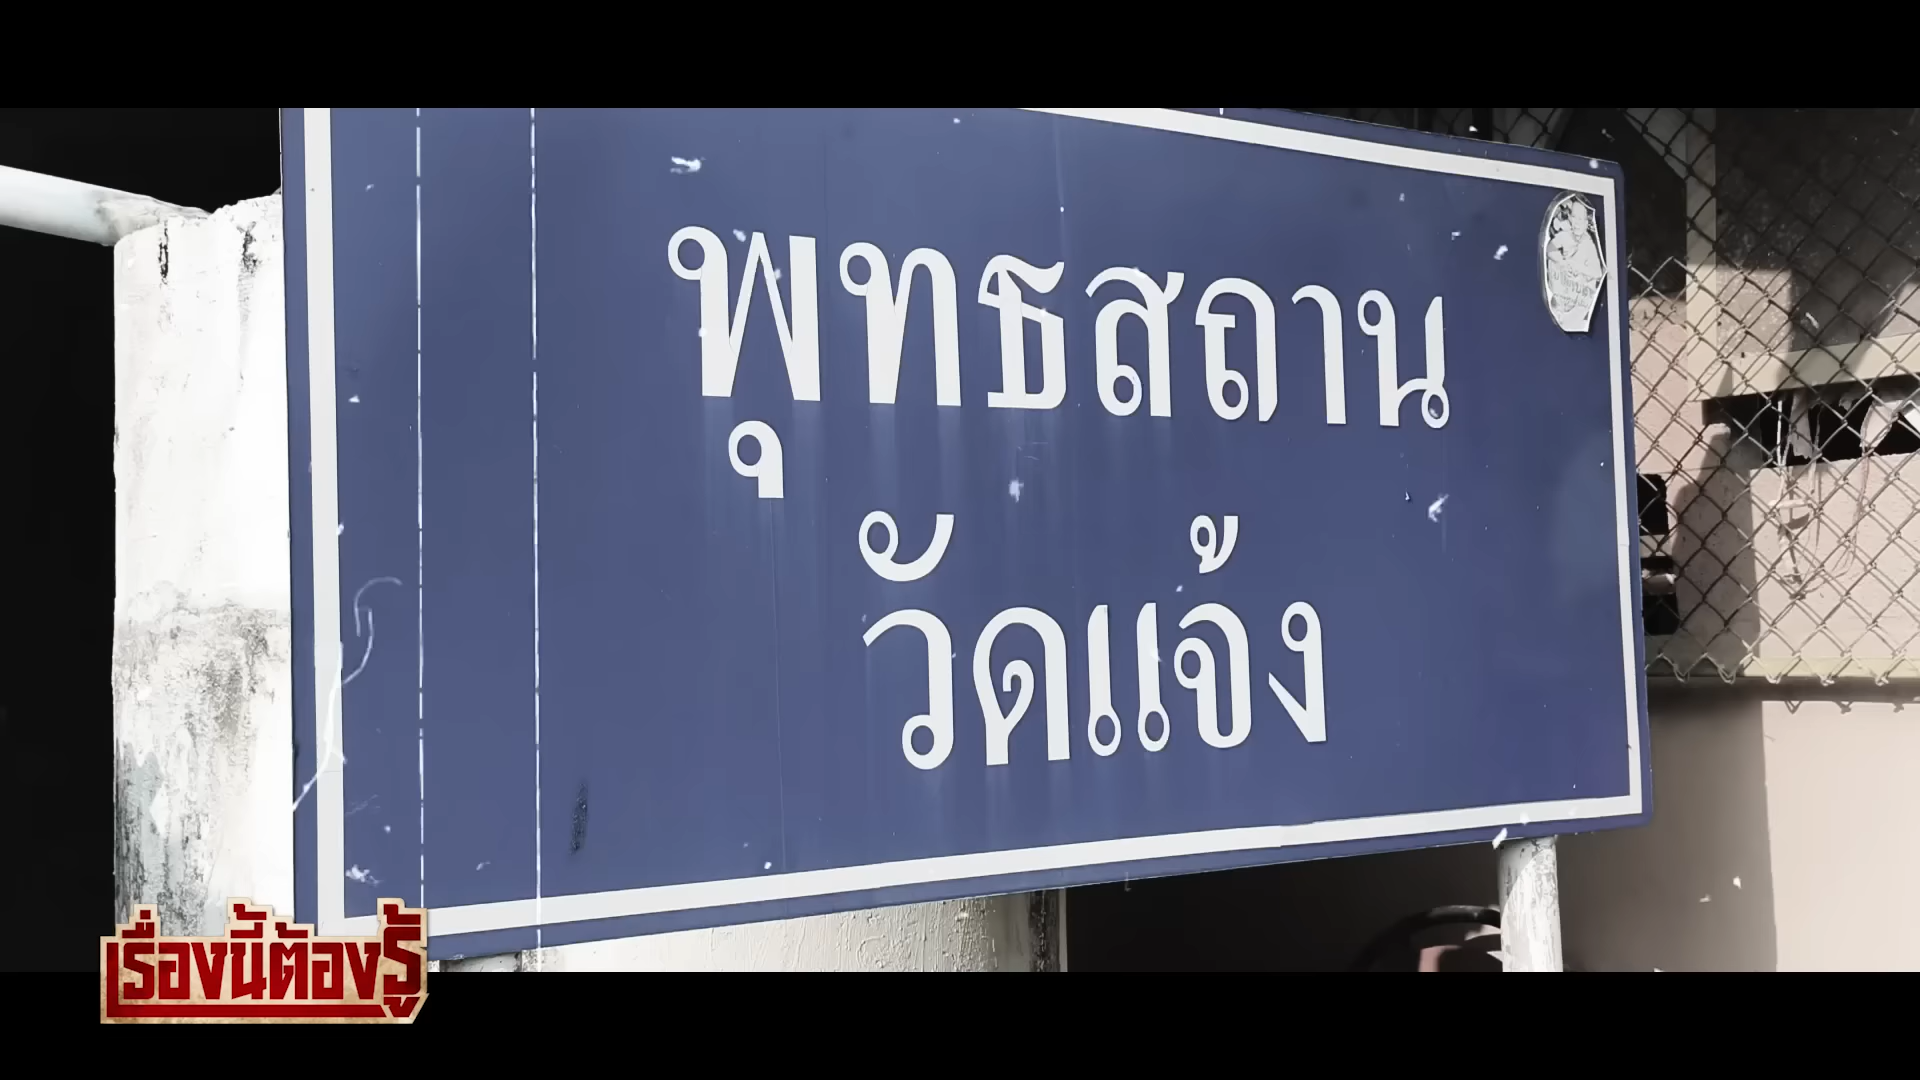 พุทธสถาน
วัดแจ้ง
เรื่องนี้ต้องรู้